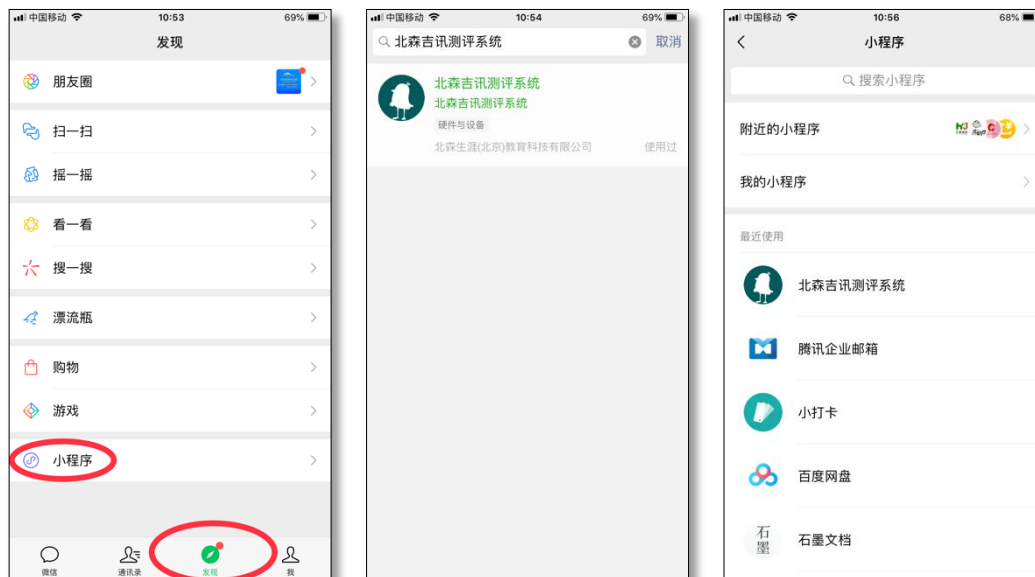 中国移动 10:53 69%
发现
朋友圈
扫一扫
摇一摇
看一看
搜一搜
漂流瓶
购物
游戏
小程序
微信 通讯录 发现 我
中国移动 10:54 69%
北森吉讯测评系统 取消
北森吉讯测评系统
北森吉讯测评系统
硬件与设备
北森生涯(北京)教育科技有限公司 使用过
中国移动 10:56 68%
小程序
搜索小程序
附近的小程序
我的小程序
最近使用
北森吉讯测评系统
腾讯企业邮箱
小打卡
百度网盘
石墨
石墨文档